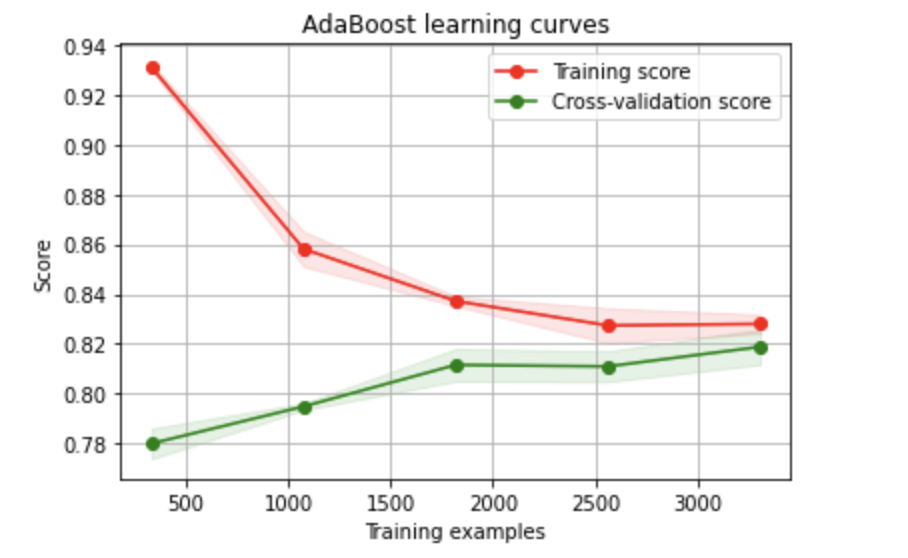 AdaBoost learning curves
0.94
0.92
0.90
0.88
0.86
0.84
0.82
0.80
0.78
Score
Training score
Cross-validation score
500 1000 1500 2000 2500 3000
Training examples